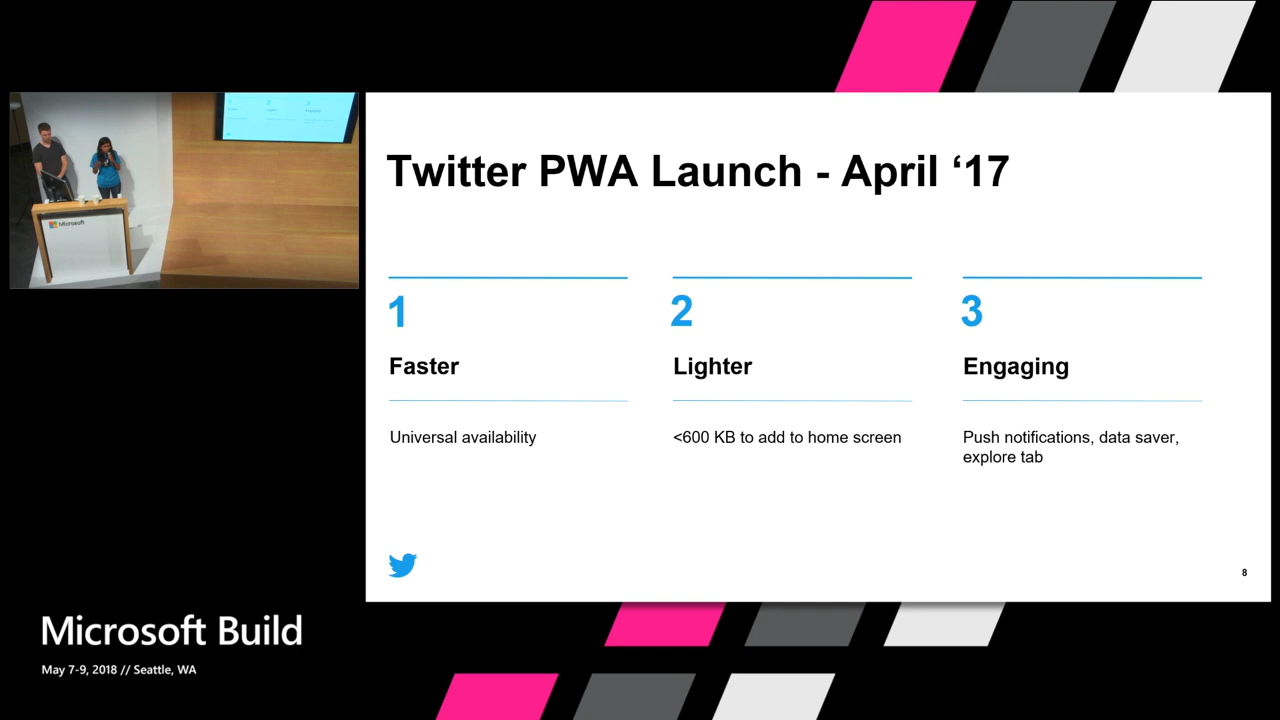 Twitter PWA Launch - April ‘17
1
Faster
Universal availability
2
Lighter
<600 KB to add to home screen
3
Engaging
Push notifications, data saver,
explore tab
8
Microsoft
Microsoft Build
May 7-9, 2018 // Seattle, WA